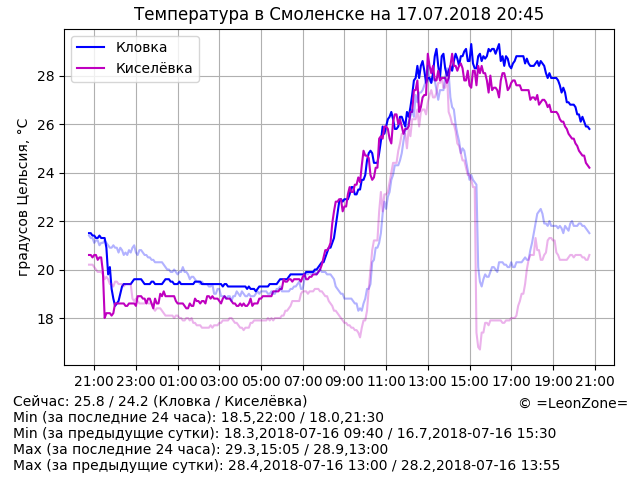 Температура в Смоленске на 17.07.2018 20:45
Кловка
Киселёвка
градусов Цельсия, °C
28
26
24
22
20
18
21:00 23:00 01:00 03:00 05:00 07:00 09:00 11:00 13:00 15:00 17:00 19:00 21:00
Сейчас: 25.8 / 24.2 (Кловка / Киселёвка)
© =LeonZone=
Min (за последние 24 часа): 18.5,22:00 / 18.0,21:30
Min (за предыдущие сутки): 18.3,2018-07-16 09:40 / 16.7,2018-07-16 15:30
Max (за последние 24 часа): 29.3,15:05 / 28.9,13:00
Max (за предыдущие сутки): 28.4,2018-07-16 13:00 / 28.2,2018-07-16 13:55